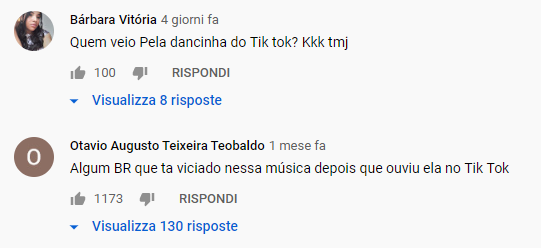 Bárbara Vitória 4 giorni fa
Quem veio Pela dancinha do Tik tok? Kkk tmj
100 RISPONDI
Visualizza 8 risposte
O
Otavio Augusto Teixeira Teobaldo 1 mese fa
Algum BR que ta viciado nessa música depois que ouviu ela no Tik Tok
1173 RISPONDI
Visualizza 130 risposte